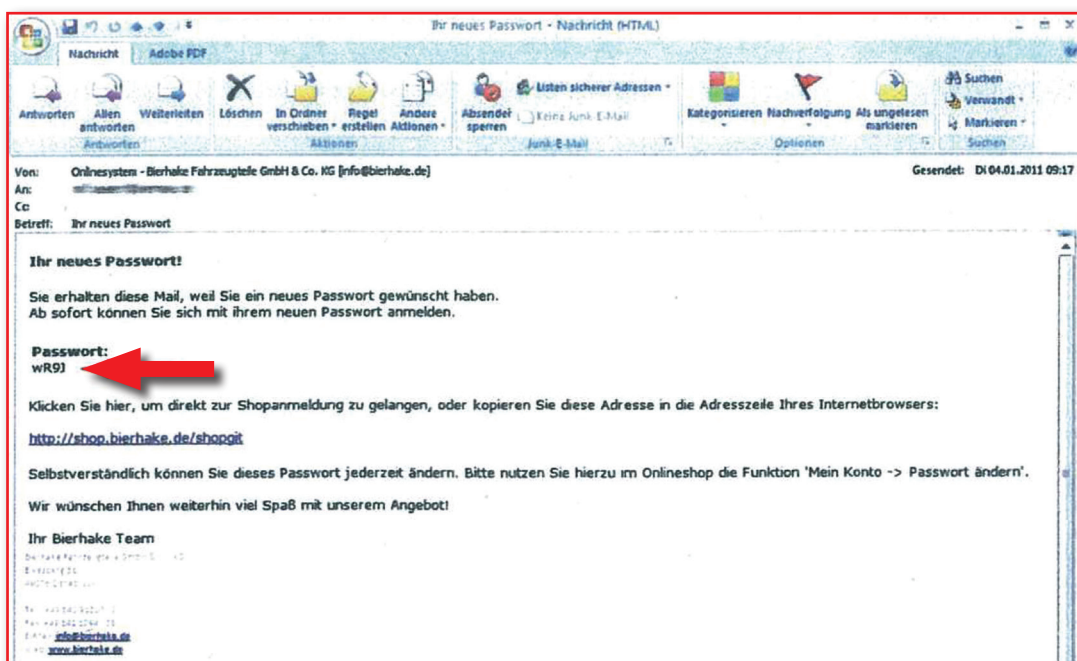 Ihr neues Passwort - Nachricht (HTML)
Nachricht Adobe PDF
Antworten Allen antworten Weiterleiten Löschen In Ordner verschieben Regel erstellen Andere Aktionen Absender sperren Listen sicherer Adressen Keine Junk-E-Mail Kategorisieren Nachverfolgung Als ungelesen markieren Suchen Verwandt Markieren
Antworten Aktionen Junk-E-Mail Optionen Suchen
Von: Onlinesystem - Bierhake Fahrzeugteile GmbH & Co. KG [info@bierhake.de] Gesendet: Di 04.01.2011 09:17
An:
Cc:
Betreff: Ihr neues Passwort
Ihr neues Passwort!
Sie erhalten diese Mail, weil Sie ein neues Passwort gewünscht haben.
Ab sofort können Sie sich mit ihrem neuen Passwort anmelden.
Passwort:
wR9J
Klicken Sie hier, um direkt zur Shopanmeldung zu gelangen, oder kopieren Sie diese Adresse in die Adresszeile Ihres Internetbrowsers:
http://shop.bierhake.de/shopgit
Selbstverständlich können Sie dieses Passwort jederzeit ändern. Bitte nutzen Sie hierzu im Onlineshop die Funktion 'Mein Konto -> Passwort ändern'.
Wir wünschen Ihnen weiterhin viel Spaß mit unserem Angebot!
Ihr Bierhake Team
info@bierhake.de
www.bierhake.de